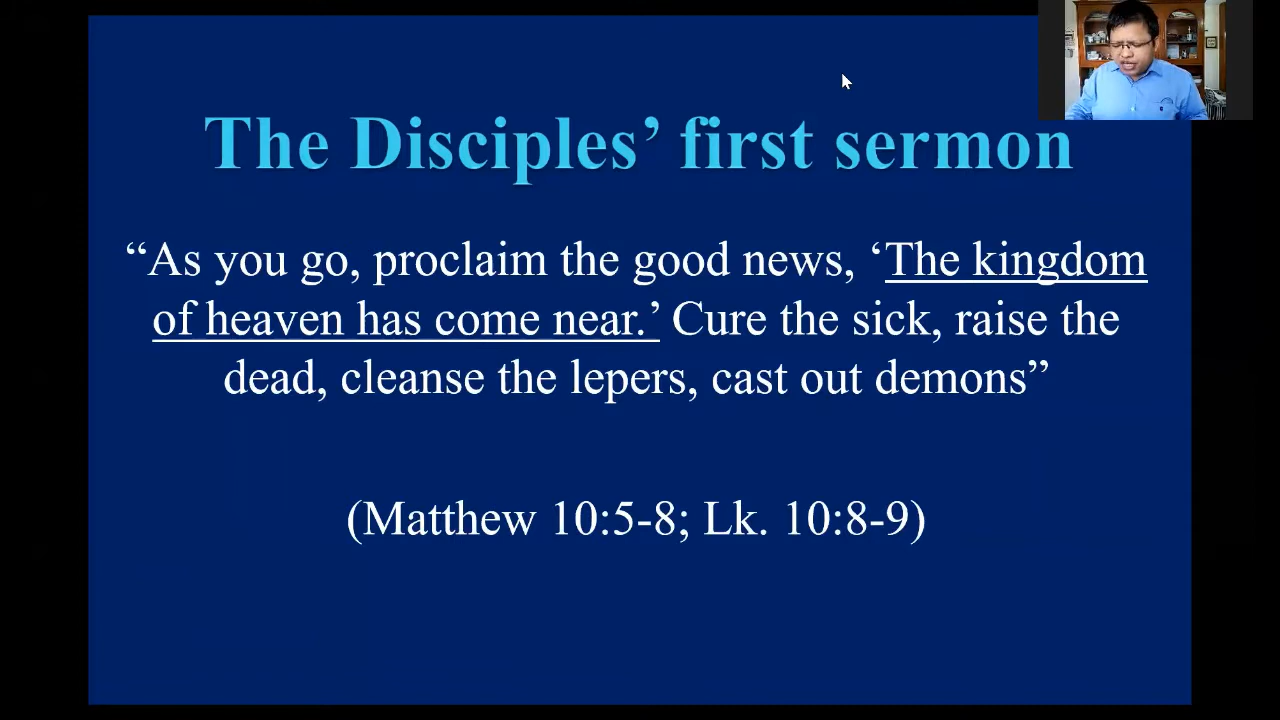 The Disciples’ first sermon
“As you go, proclaim the good news, ‘The kingdom
of heaven has come near.’ Cure the sick, raise the
dead, cleanse the lepers, cast out demons”
(Matthew 10:5-8; Lk. 10:8-9)